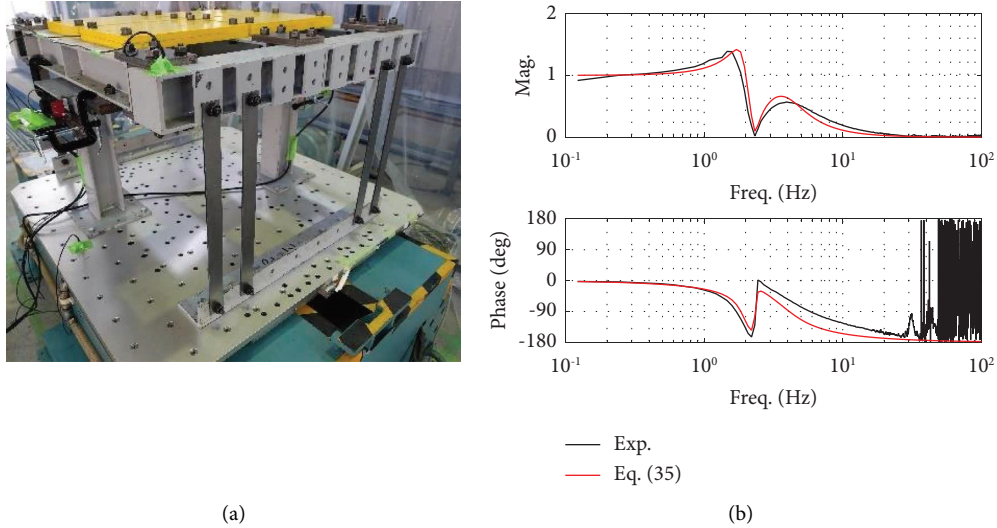 2
1
0
Mag.
10-1
100
101
102
Freq. (Hz)
180
90
0
-90
-180
Phase (deg)
10-1
100
101
102
Freq. (Hz)
Exp.
Eq. (35)
(a)
(b)